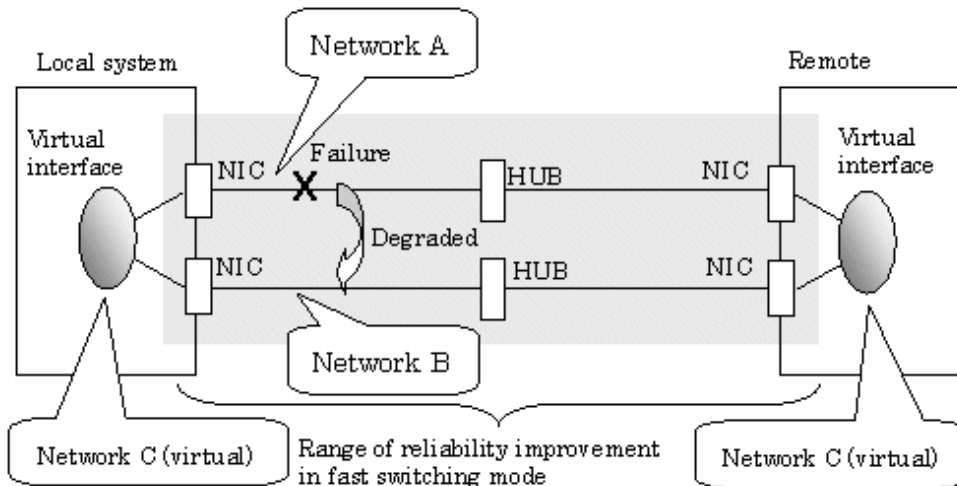 Network A
Local system
Remote
Virtual
interface
NIC
Failure
HUB
NIC
Virtual
interface
Degraded
NIC
HUB
NIC
Network B
Network C (virtual)
Range of reliability improvement
in fast switching mode
Network C (virtual)